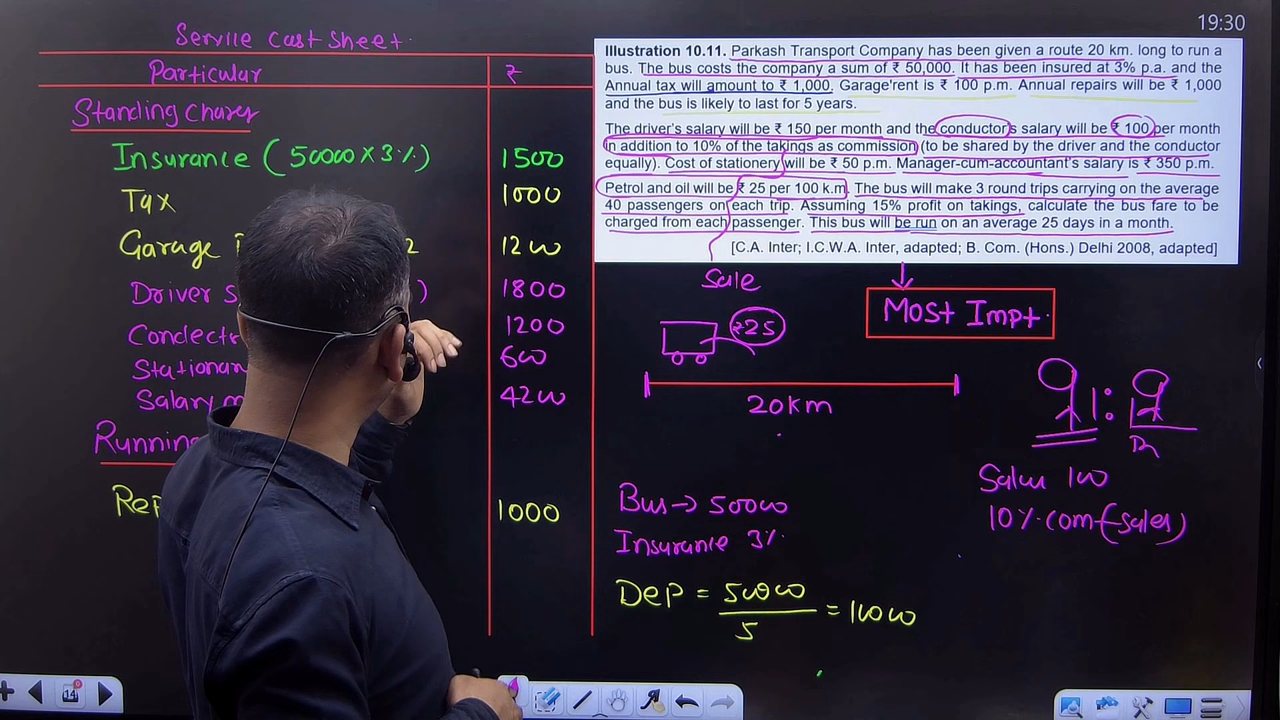 19:30
Service Cost Sheet.
Particular ₹
Standing Charg
Insurance (50000 X 3%) 1500
Tax 1000
Garage 2 1200
Driver S ) 1800
Conducto 1200
Stationar 600
Salary m 4200
Running
Rep 1000
Illustration 10.11. Parkash Transport Company has been given a route 20 km. long to run a
bus. The bus costs the company a sum of ₹ 50,000. It has been insured at 3% p.a. and the
Annual tax will amount to ₹ 1,000. Garage'rent is ₹ 100 p.m. Annual repairs will be ₹ 1,000
and the bus is likely to last for 5 years.
The driver's salary will be ₹ 150 per month and the conductor's salary will be ₹ 100 per month
in addition to 10% of the takings as commission (to be shared by the driver and the conductor
equally). Cost of stationery will be ₹ 50 p.m. Manager-cum-accountant's salary is ₹ 350 p.m.
Petrol and oil will be ₹ 25 per 100 k.m. The bus will make 3 round trips carrying on the average
40 passengers on each trip. Assuming 15% profit on takings, calculate the bus fare to be
charged from each passenger. This bus will be run on an average 25 days in a month.
[C.A. Inter; I.C.W.A. Inter, adapted; B. Com. (Hons.) Delhi 2008, adapted]
Sale
Most Impt.
₹25
20km
1:
Sales 100
10% com (sales)
Bus → 50000
Insurance 3%
Dep = 50000 / 5 = 10000
14